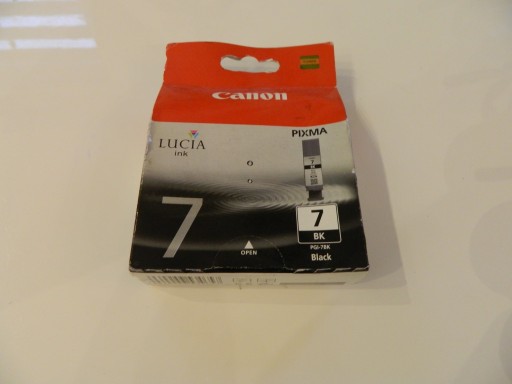 Canon
LUCIA
ink
PIXMA
7
7
BK
PGI-7BK
Black
OPEN